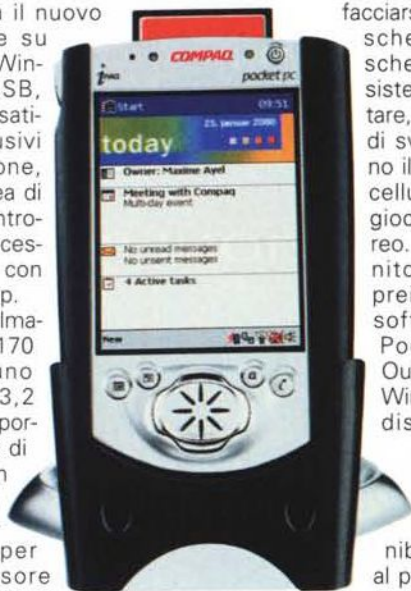 il nuovo
e su
Win-
SB,
sati-
usivi
one,
ea di
ntro-
ces-
con
p.
lma-
170
uno
3,2
por-
di
n
per
sore
COMPAQ
iPAQ
pocket pc
Start 09:51
21. januar 2000
today
Owner: Maxime Ayel
Meeting with Compaq
Multi-day event
No unread messages
No unsent messages
4 Active tasks
New
facciars
sche
sche
siste
tare,
di sv
no il
cellu
gioc
reo.
nito
prei
soft
Po
Ou
Wi
dis
nib
al p